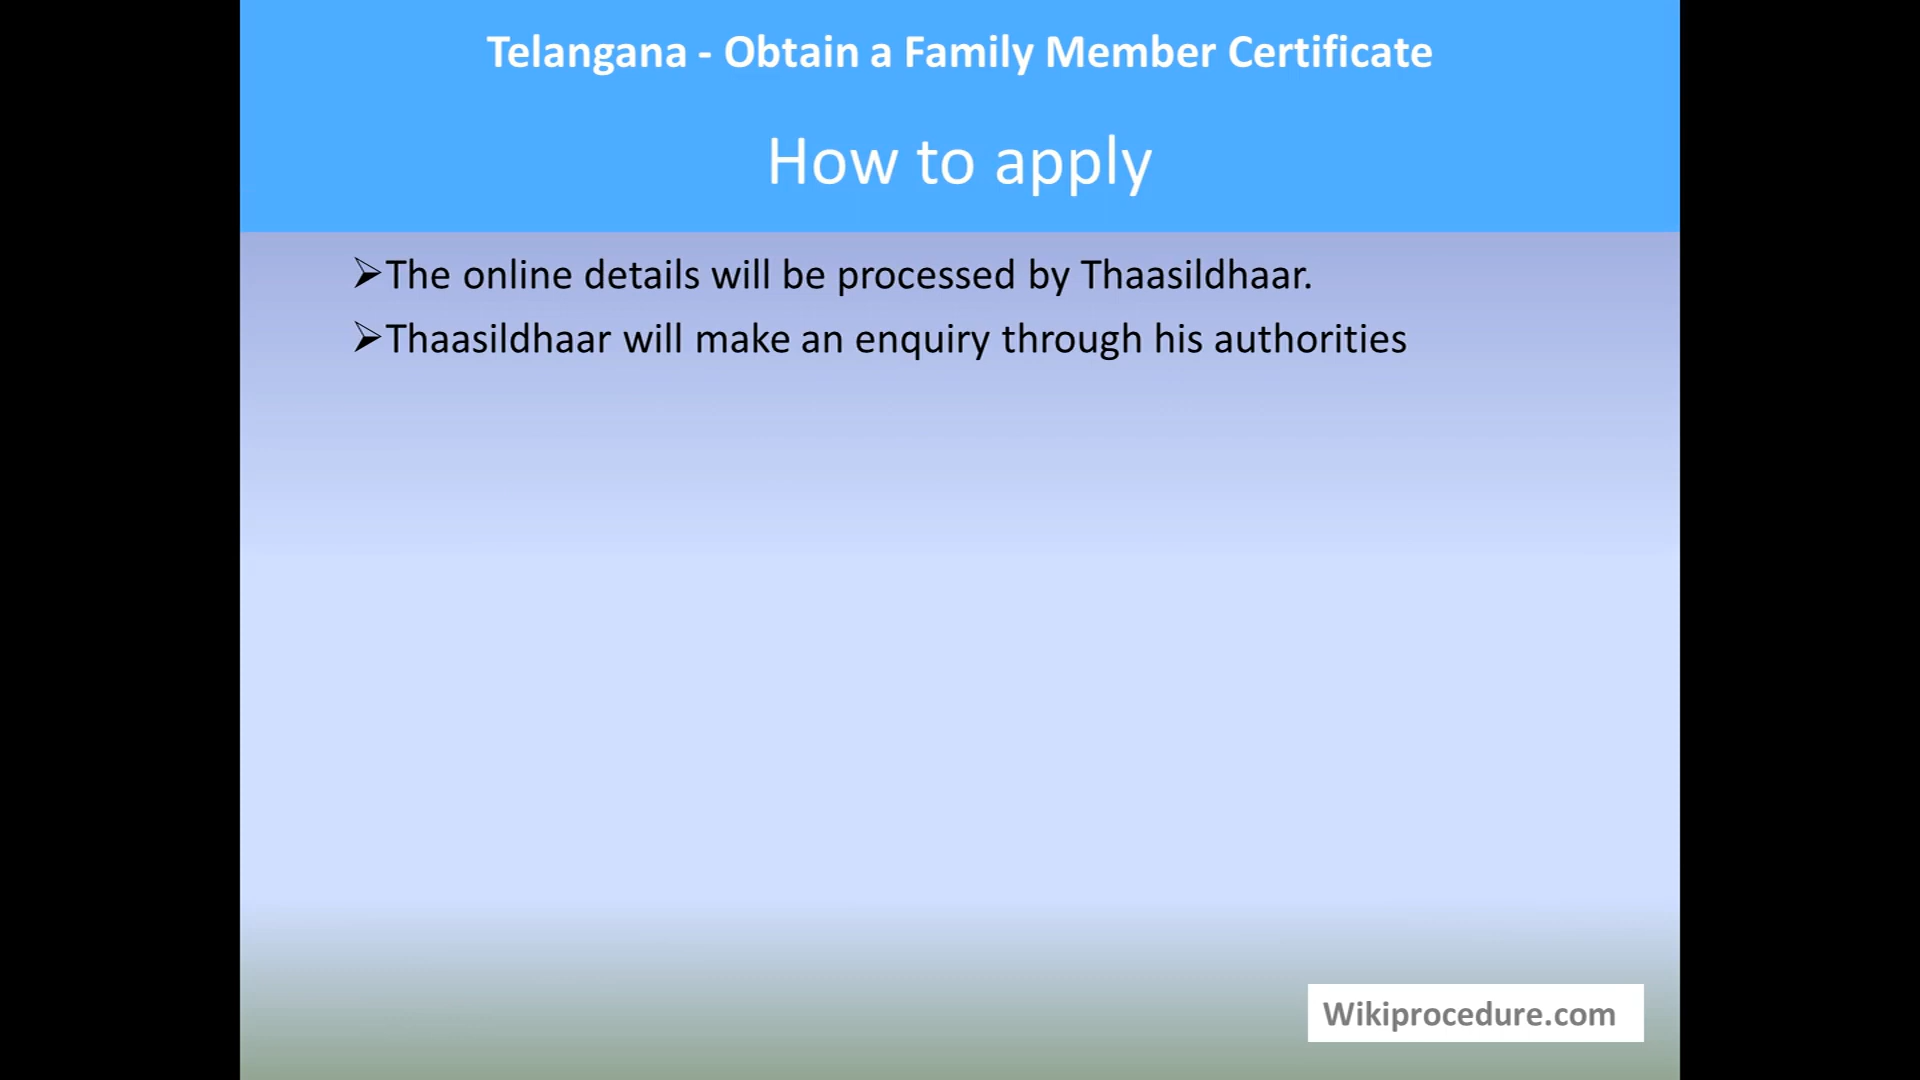 Telangana - Obtain a Family Member Certificate
How to apply
➢The online details will be processed by Thaasildhaar.
➢Thaasildhaar will make an enquiry through his authorities
Wikiprocedure.com